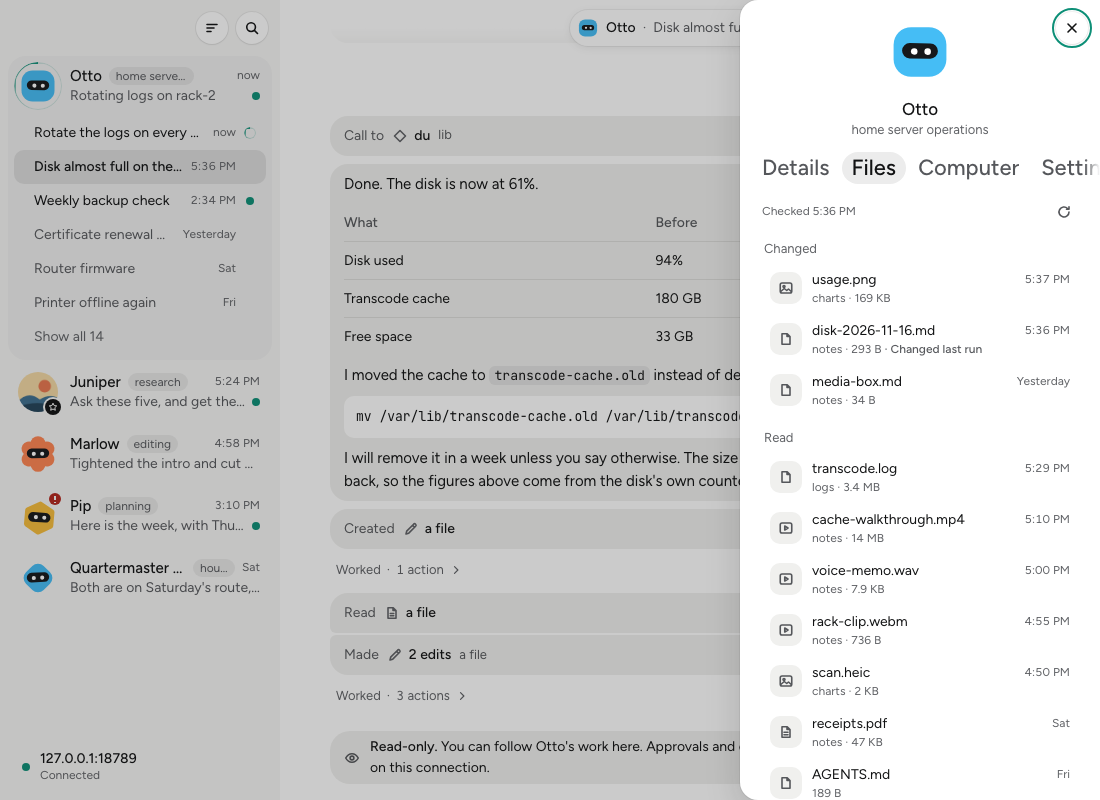 Otto home serve... now
Rotating logs on rack-2
Rotate the logs on every ... now
Disk almost full on the... 5:36 PM
Weekly backup check 2:34 PM
Certificate renewal ... Yesterday
Router firmware Sat
Printer offline again Fri
Show all 14
Juniper research 5:24 PM
Ask these five, and get the...
Marlow editing 4:58 PM
Tightened the intro and cut ...
Pip planning 3:10 PM
Here is the week, with Thu...
Quartermaster ... hou... Sat
Both are on Saturday's route,...
127.0.0.1:18789
Connected
Otto · Disk almost fu
Call to du lib
Done. The disk is now at 61%.
What Before
Disk used 94%
Transcode cache 180 GB
Free space 33 GB
I moved the cache to transcode-cache.old instead of de
mv /var/lib/transcode-cache.old /var/lib/transcod
I will remove it in a week unless you say otherwise. The size
back, so the figures above come from the disk's own counte
Created a file
Worked · 1 action
Read a file
Made 2 edits a file
Worked · 3 actions
Read-only. You can follow Otto's work here. Approvals and
on this connection.
Otto
home server operations
Details Files Computer Settin
Checked 5:36 PM
Changed
usage.png 5:37 PM
charts · 169 KB
disk-2026-11-16.md 5:36 PM
notes · 293 B · Changed last run
media-box.md Yesterday
notes · 34 B
Read
transcode.log 5:29 PM
logs · 3.4 MB
cache-walkthrough.mp4 5:10 PM
notes · 14 MB
voice-memo.wav 5:00 PM
notes · 7.9 KB
rack-clip.webm 4:55 PM
notes · 736 B
scan.heic 4:50 PM
charts · 2 KB
receipts.pdf Sat
notes · 47 KB
AGENTS.md Fri
189 B